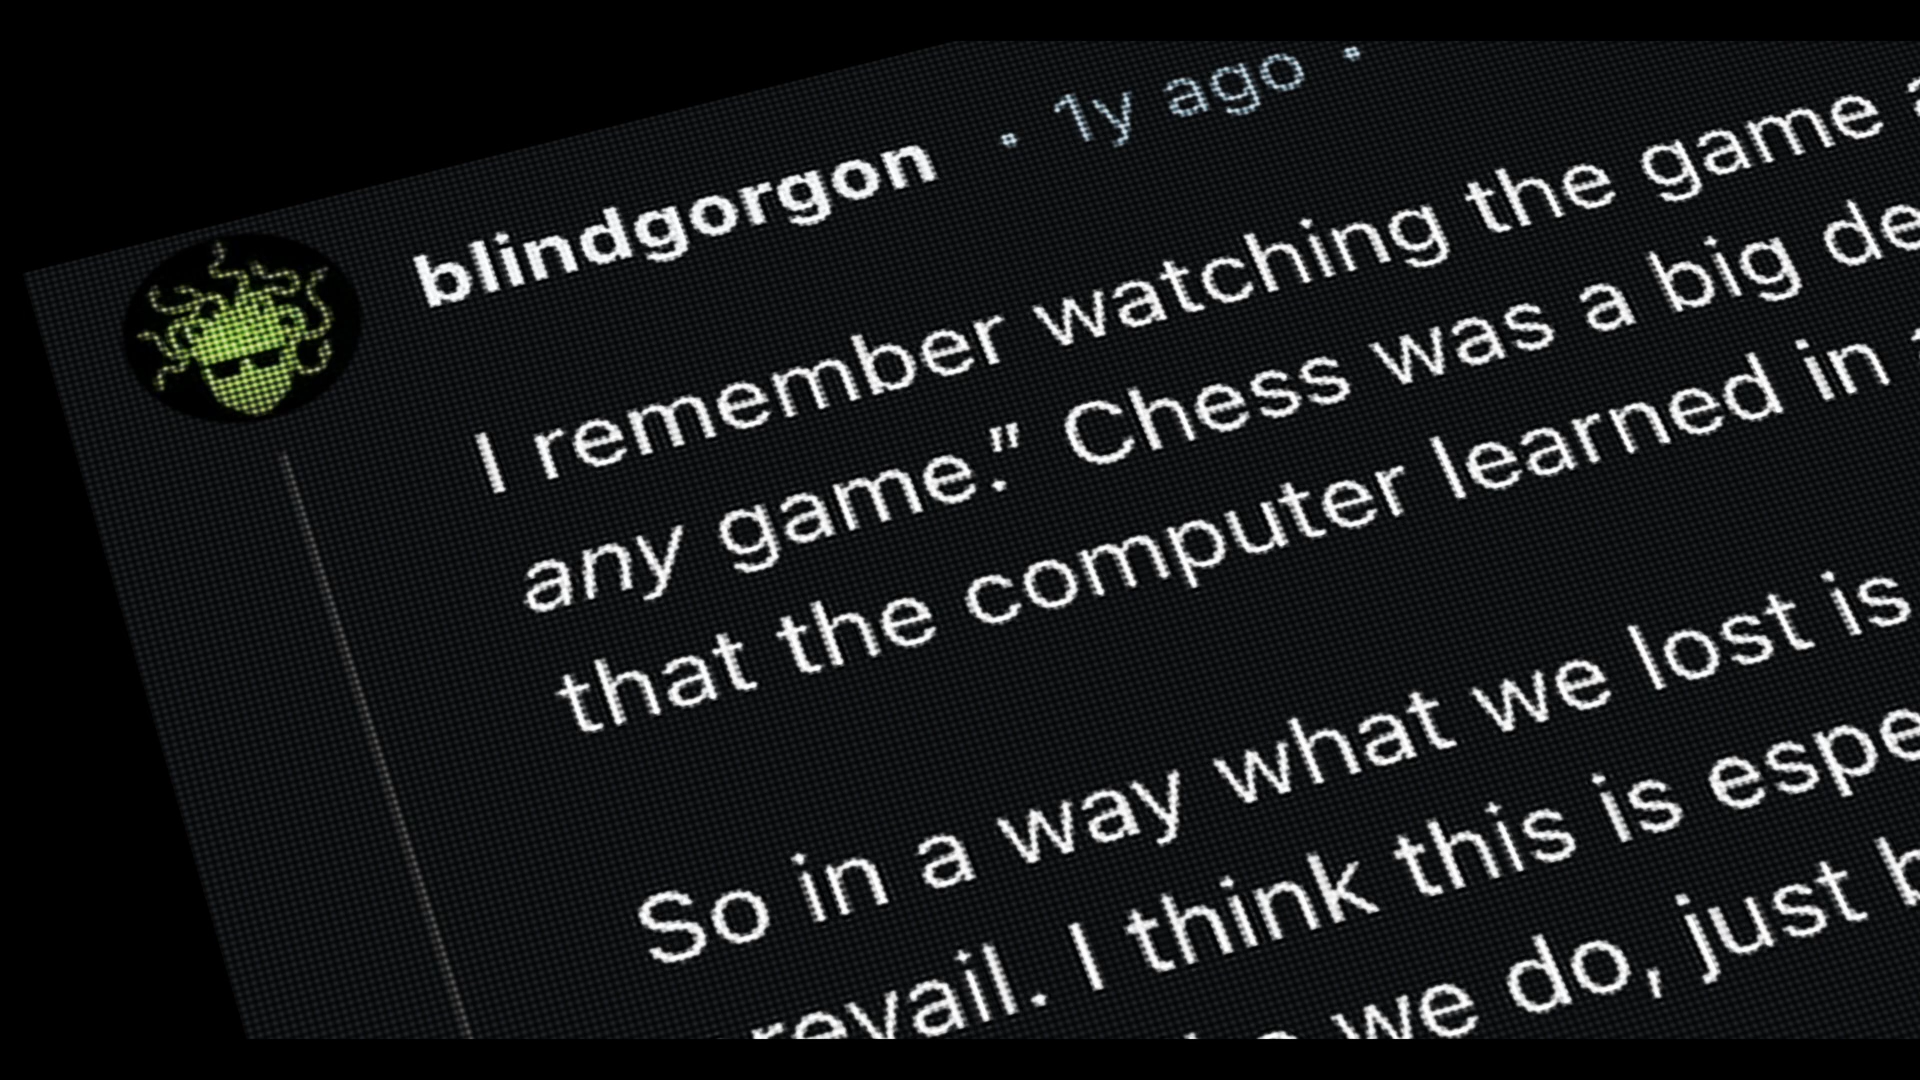 blindgorgon · 1y ago ·
I remember watching the game
any game.” Chess was a big
that the computer learned in
So in a way what we lost is
I think this is
we do, just